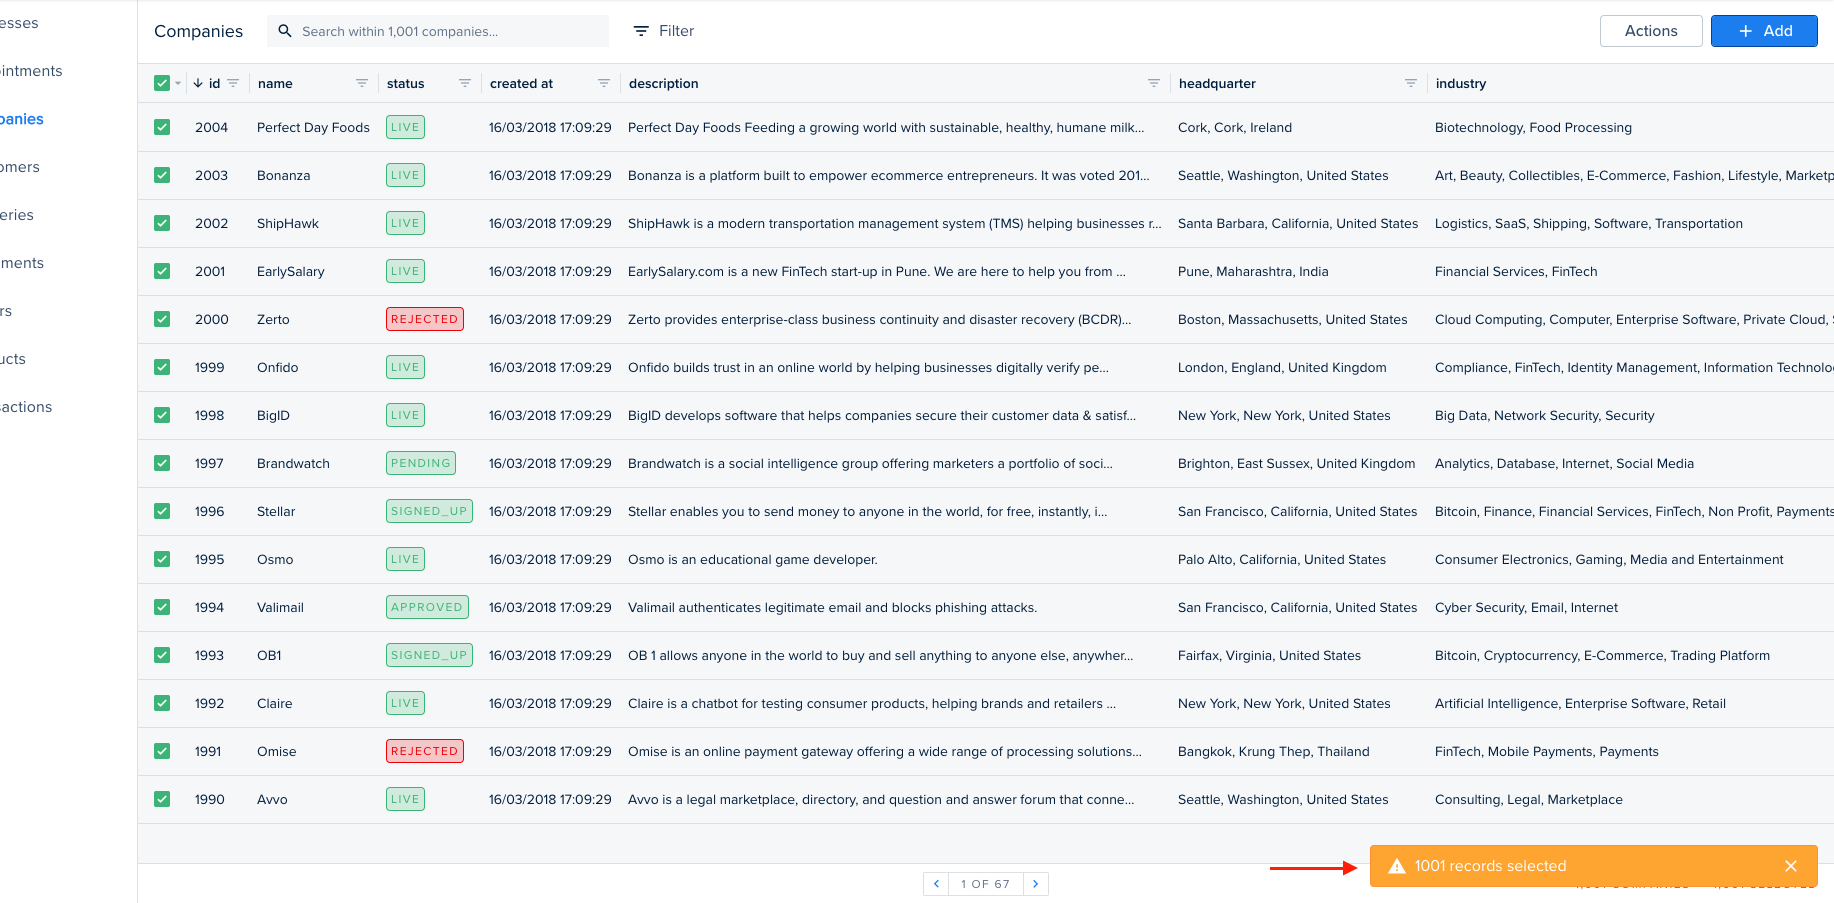 esses
Companies
Search within 1,001 companies...
Filter
Actions
Add
intments
id name status created at description headquarter industry
panies
2004 Perfect Day Foods LIVE 16/03/2018 17:09:29 Perfect Day Foods Feeding a growing world with sustainable, healthy, humane milk... Cork, Cork, Ireland Biotechnology, Food Processing
omers
2003 Bonanza LIVE 16/03/2018 17:09:29 Bonanza is a platform built to empower ecommerce entrepreneurs. It was voted 201... Seattle, Washington, United States Art, Beauty, Collectibles, E-Commerce, Fashion, Lifestyle, Marketp
eries
2002 ShipHawk LIVE 16/03/2018 17:09:29 ShipHawk is a modern transportation management system (TMS) helping businesses r... Santa Barbara, California, United States Logistics, SaaS, Shipping, Software, Transportation
ments
2001 EarlySalary LIVE 16/03/2018 17:09:29 EarlySalary.com is a new FinTech start-up in Pune. We are here to help you from ... Pune, Maharashtra, India Financial Services, FinTech
rs
2000 Zerto REJECTED 16/03/2018 17:09:29 Zerto provides enterprise-class business continuity and disaster recovery (BCDR)... Boston, Massachusetts, United States Cloud Computing, Computer, Enterprise Software, Private Cloud,
ucts
1999 Onfido LIVE 16/03/2018 17:09:29 Onfido builds trust in an online world by helping businesses digitally verify pe... London, England, United Kingdom Compliance, FinTech, Identity Management, Information Technolo
sactions
1998 BigID LIVE 16/03/2018 17:09:29 BigID develops software that helps companies secure their customer data & satisf... New York, New York, United States Big Data, Network Security, Security
1997 Brandwatch PENDING 16/03/2018 17:09:29 Brandwatch is a social intelligence group offering marketers a portfolio of soci... Brighton, East Sussex, United Kingdom Analytics, Database, Internet, Social Media
1996 Stellar SIGNED_UP 16/03/2018 17:09:29 Stellar enables you to send money to anyone in the world, for free, instantly, i... San Francisco, California, United States Bitcoin, Finance, Financial Services, FinTech, Non Profit, Payments
1995 Osmo LIVE 16/03/2018 17:09:29 Osmo is an educational game developer. Palo Alto, California, United States Consumer Electronics, Gaming, Media and Entertainment
1994 Valimail APPROVED 16/03/2018 17:09:29 Valimail authenticates legitimate email and blocks phishing attacks. San Francisco, California, United States Cyber Security, Email, Internet
1993 OB1 SIGNED_UP 16/03/2018 17:09:29 OB 1 allows anyone in the world to buy and sell anything to anyone else, anywher... Fairfax, Virginia, United States Bitcoin, Cryptocurrency, E-Commerce, Trading Platform
1992 Claire LIVE 16/03/2018 17:09:29 Claire is a chatbot for testing consumer products, helping brands and retailers ... New York, New York, United States Artificial Intelligence, Enterprise Software, Retail
1991 Omise REJECTED 16/03/2018 17:09:29 Omise is an online payment gateway offering a wide range of processing solutions... Bangkok, Krung Thep, Thailand FinTech, Mobile Payments, Payments
1990 Avvo LIVE 16/03/2018 17:09:29 Avvo is a legal marketplace, directory, and question and answer forum that conne... Seattle, Washington, United States Consulting, Legal, Marketplace
1001 records selected
1 OF 67